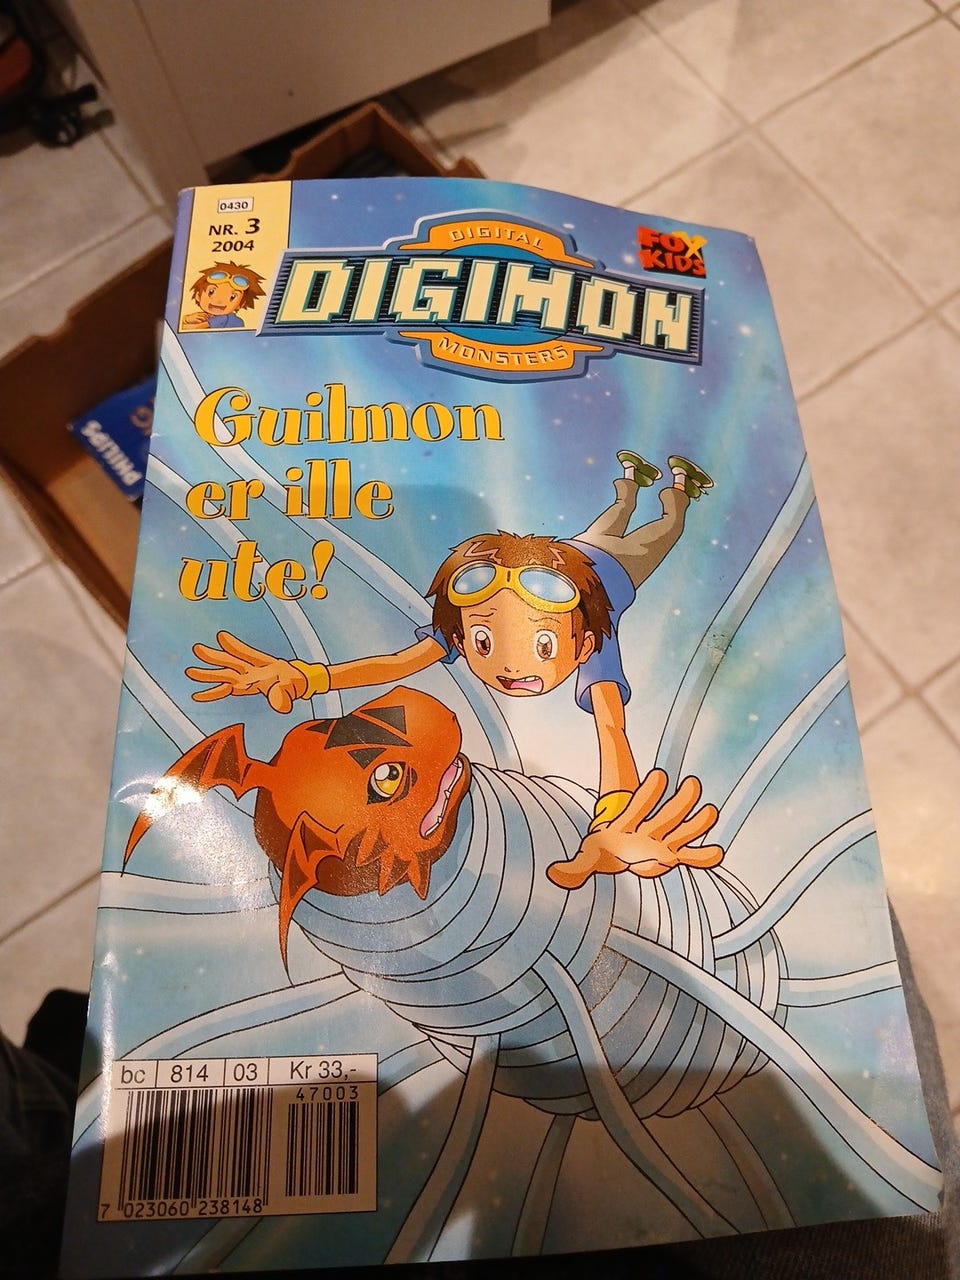 0430
NR. 3
2004
DIGITAL
DIGIMON
MONSTERS
FOX
KIDS
Guilmon
er ille
ute!
PHILIPS
bc 814 03 Kr 33,-
47003
7 023060 238148